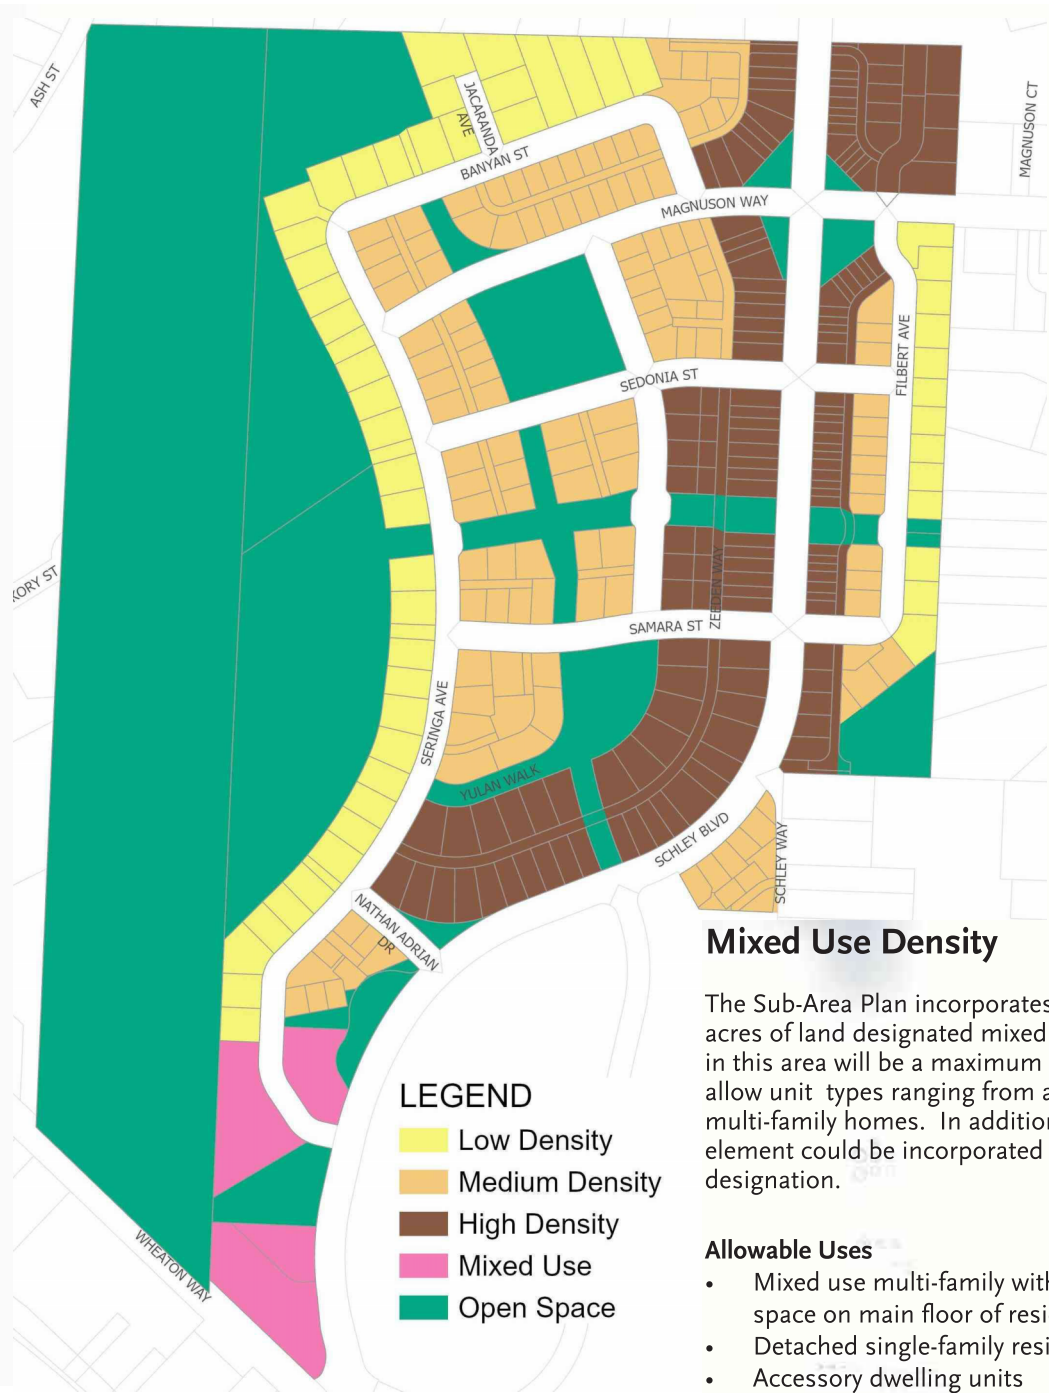 ASH ST
MAGNUSON CT
JACARANDA
AVE
BANYAN ST
MAGNUSON WAY
FILBERT AVE
SEDONIA ST
KORY ST
ZEEDEN WAY
SAMARA ST
SERINGA AVE
YULAN WALK
SCHLEY BLVD
SCHLEY WAY
NATHAN ADRIAN
DR
WHEATON WAY
LEGEND
Low Density
Medium Density
High Density
Mixed Use
Open Space
Mixed Use Density
The Sub-Area Plan incorporates
acres of land designated mixed
in this area will be a maximum
allow unit types ranging from a
multi-family homes. In addition
element could be incorporated
designation.
Allowable Uses
• Mixed use multi-family with
space on main floor of resi
• Detached single-family resi
• Accessory dwelling units